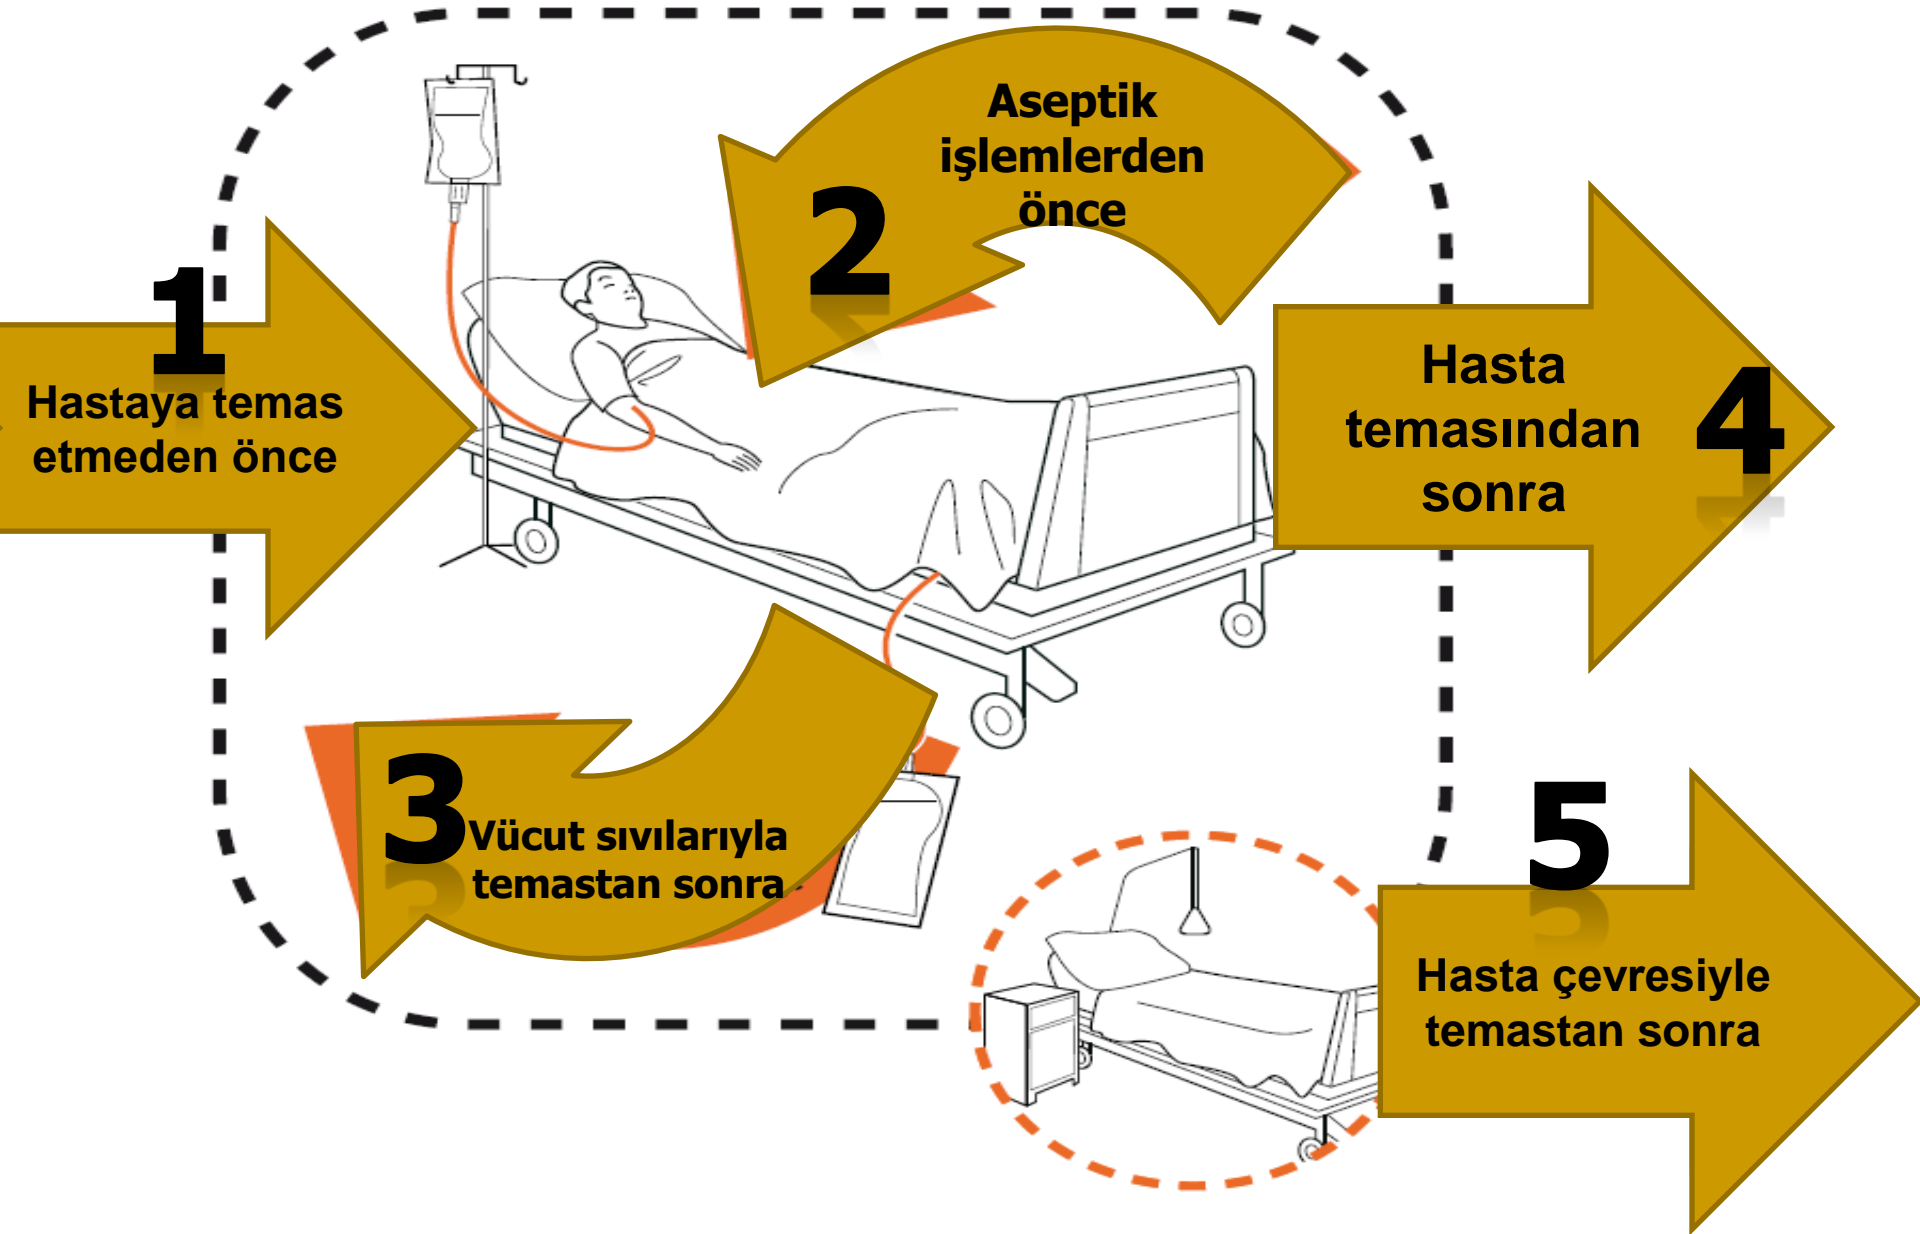 1
Hastaya temas
etmeden önce
2
Aseptik
işlemlerden
önce
3
Vücut sıvılarıyla
temastan sonra
4
Hasta
temasından
sonra
5
Hasta çevresiyle
temastan sonra